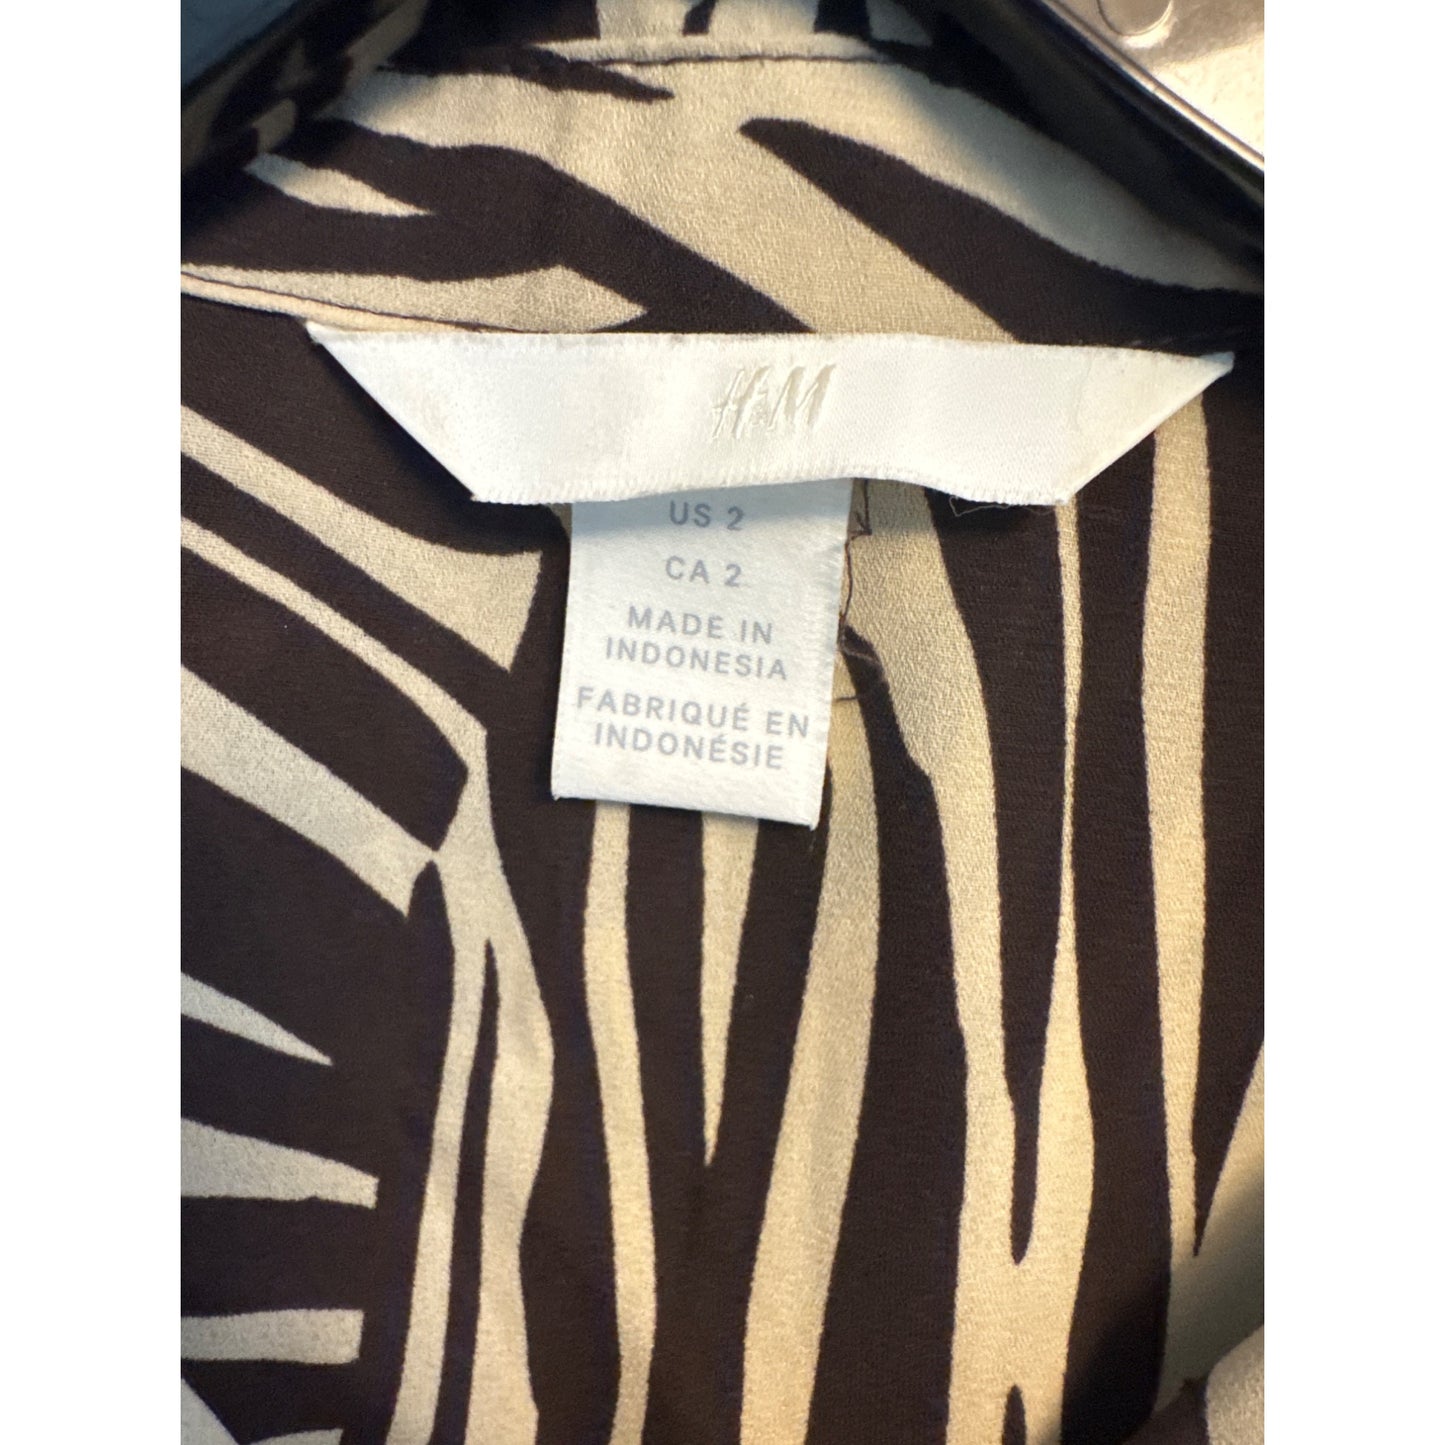 H&M
US 2
CA 2
MADE IN
INDONESIA
FABRIQUÉ EN
INDONÉSIE